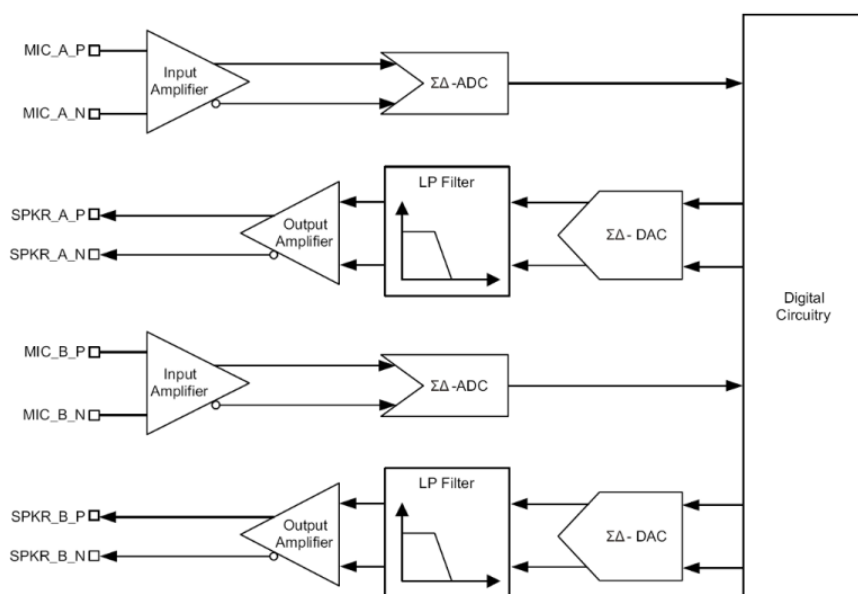 MIC_A_P
Input
Amplifier
ΣΔ-ADC
MIC_A_N
LP Filter
SPKR_A_P
Output
Amplifier
ΣΔ- DAC
SPKR_A_N
Digital
Circuitry
MIC_B_P
Input
Amplifier
ΣΔ-ADC
MIC_B_N
LP Filter
SPKR_B_P
Output
Amplifier
ΣΔ- DAC
SPKR_B_N